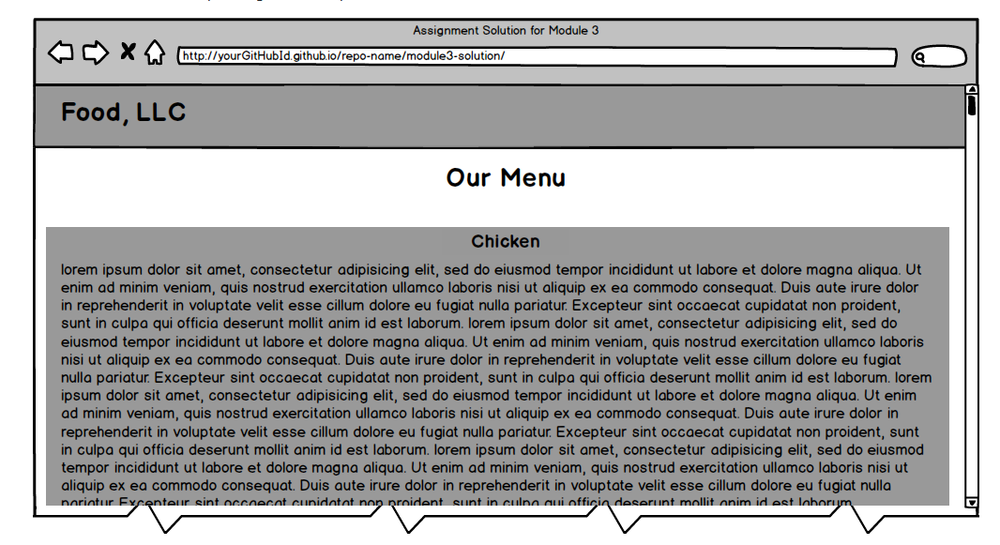 Assignment Solution for Module 3
http://yourGitHubId.github.io/repo-name/module3-solution/
Food, LLC
Our Menu
Chicken
lorem ipsum dolor sit amet, consectetur adipisicing elit, sed do eiusmod tempor incididunt ut labore et dolore magna aliqua. Ut
enim ad minim veniam, quis nostrud exercitation ullamco laboris nisi ut aliquip ex ea commodo consequat. Duis aute irure dolor
in reprehenderit in voluptate velit esse cillum dolore eu fugiat nulla pariatur. Excepteur sint occaecat cupidatat non proident,
sunt in culpa qui officia deserunt mollit anim id est laborum. lorem ipsum dolor sit amet, consectetur adipisicing elit, sed do
eiusmod tempor incididunt ut labore et dolore magna aliqua. Ut enim ad minim veniam, quis nostrud exercitation ullamco laboris
nisi ut aliquip ex ea commodo consequat. Duis aute irure dolor in reprehenderit in voluptate velit esse cillum dolore eu fugiat
nulla pariatur. Excepteur sint occaecat cupidatat non proident, sunt in culpa qui officia deserunt mollit anim id est laborum. lorem
ipsum dolor sit amet, consectetur adipisicing elit, sed do eiusmod tempor incididunt ut labore et dolore magna aliqua. Ut enim
ad minim veniam, quis nostrud exercitation ullamco laboris nisi ut aliquip ex ea commodo consequat. Duis aute irure dolor in
reprehenderit in voluptate velit esse cillum dolore eu fugiat nulla pariatur. Excepteur sint occaecat cupidatat non proident, sunt
in culpa qui officia deserunt mollit anim id est laborum. lorem ipsum dolor sit amet, consectetur adipisicing elit, sed do eiusmod
tempor incididunt ut labore et dolore magna aliqua. Ut enim ad minim veniam, quis nostrud exercitation ullamco laboris nisi ut
aliquip ex ea commodo consequat. Duis aute irure dolor in reprehenderit in voluptate velit esse cillum dolore eu fugiat nulla
pariatur. Excepteur sint occaecat cupidatat non proident, sunt in culpa qui officia deserunt mollit anim id est laborum.